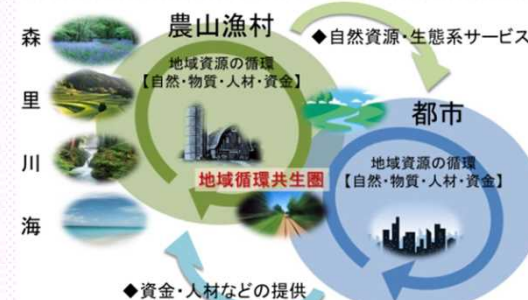 農山漁村
◆自然資源・生態系サービス
森
里
川
海
地域資源の循環
【自然・物質・人材・資金】
都市
地域資源の循環
【自然・物質・人材・資金】
地域循環共生圏
◆資金・人材などの提供